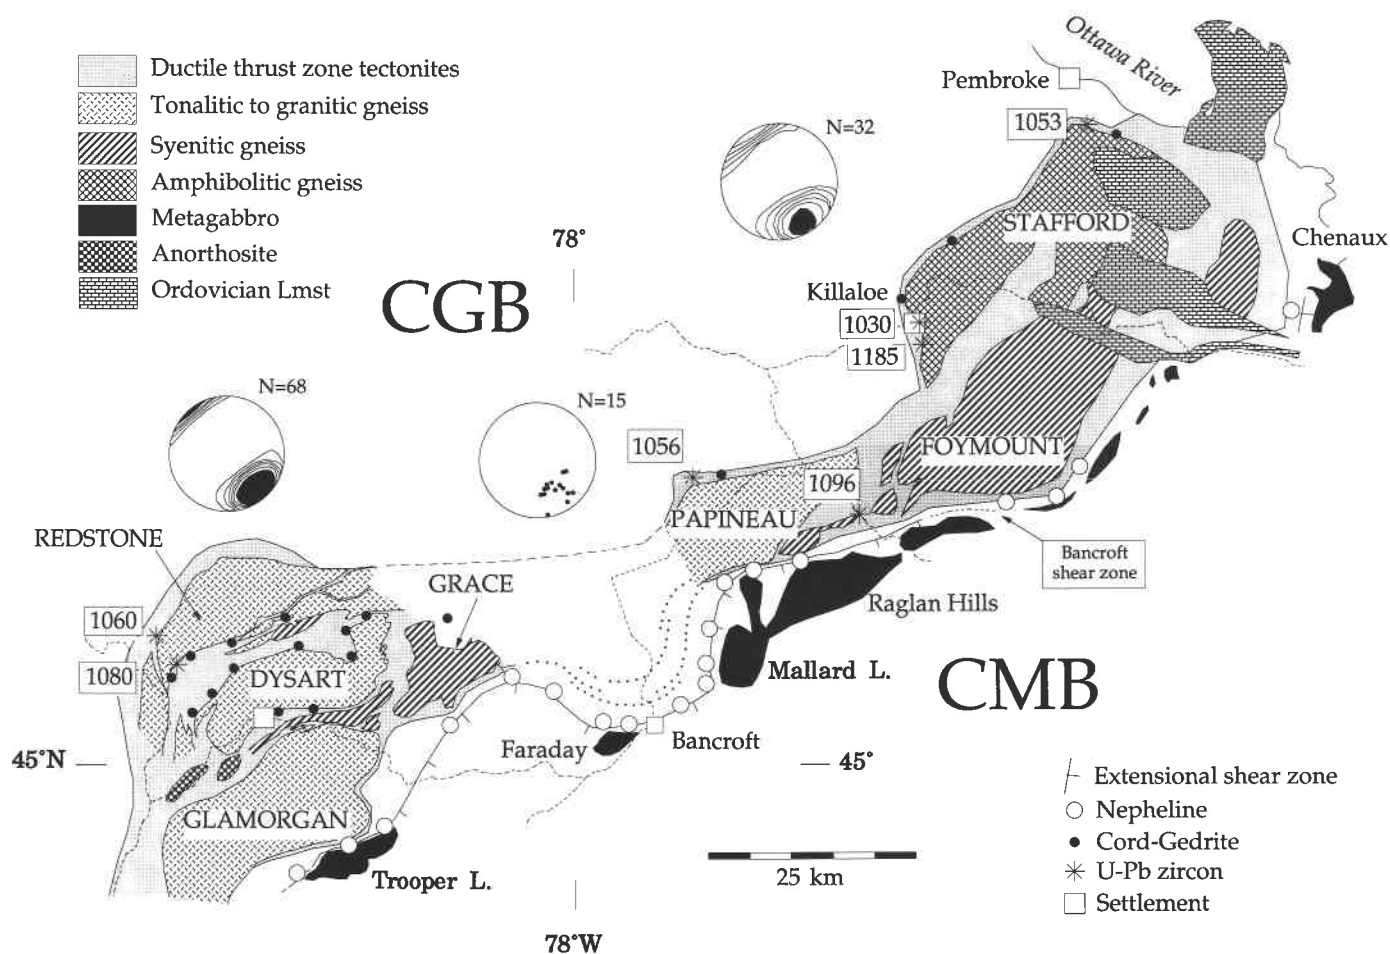 Ductile thrust zone tectonites
Tonalitic to granitic gneiss
Syenitic gneiss
Amphibolitic gneiss
Metagabbro
Anorthosite
Ordovician Lmst
Ottawa River
Pembroke
1053
N=32
STAFFORD
Chenaux
78°
CGB
Killaloe
1030
1185
N=68
N=15
1056
FOYMOUNT
1096
PAPINEAU
REDSTONE
Bancroft
shear zone
GRACE
Raglan Hills
1060
1080
DYSART
Mallard L.
CMB
Faraday
Bancroft
45°N
45°
Extensional shear zone
Nepheline
GLAMORGAN
Cord-Gedrite
25 km
U-Pb zircon
Trooper L.
Settlement
78°W